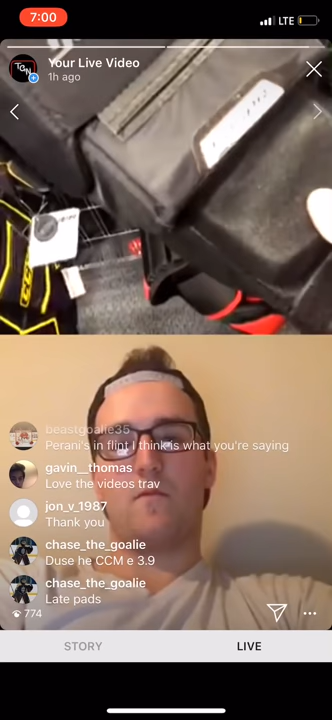 7:00
LTE
TGN
Your Live Video
1h ago
CCM
beastgoalie35
Perani's in flint I think is what you're saying
gavin__thomas
Love the videos trav
jon_v_1987
Thank you
chase_the_goalie
Duse he CCM e 3.9
chase_the_goalie
Late pads
774
STORY
LIVE